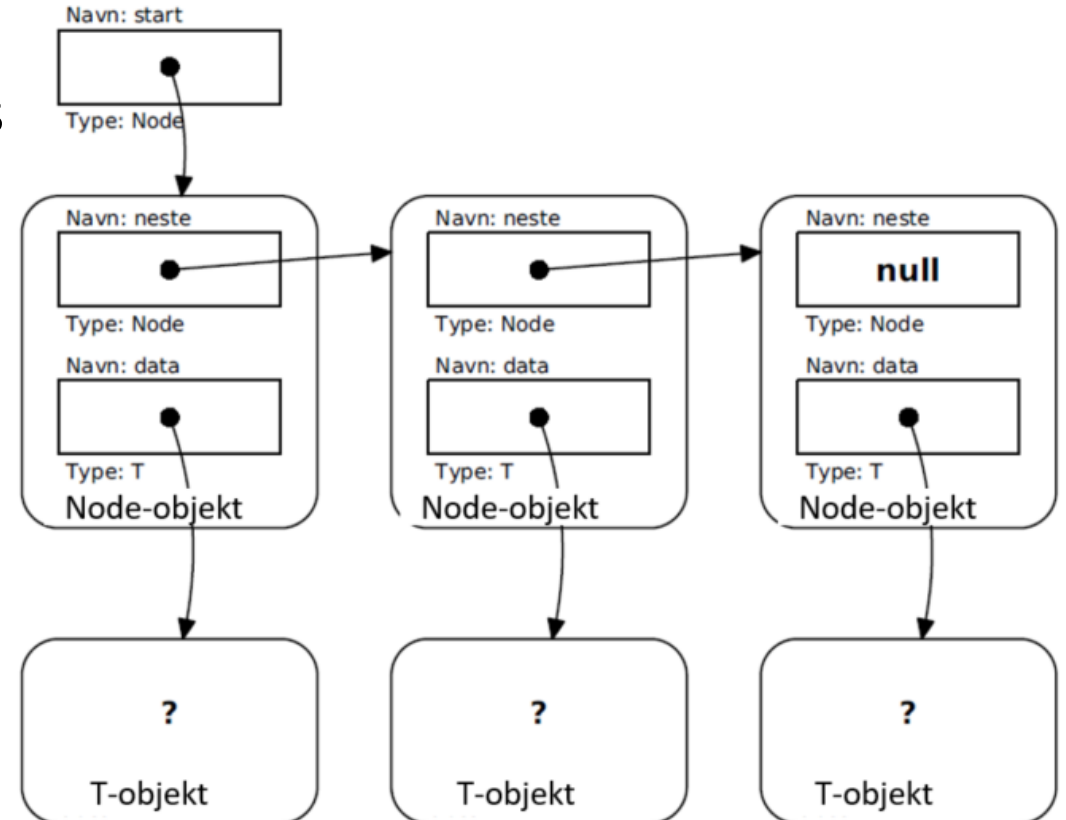 Navn: start
Type: Node
Navn: neste
Navn: neste
Navn: neste
null
Type: Node
Type: Node
Type: Node
Navn: data
Navn: data
Navn: data
Type: T
Type: T
Type: T
Node-objekt
Node-objekt
Node-objekt
?
?
?
T-objekt
T-objekt
T-objekt